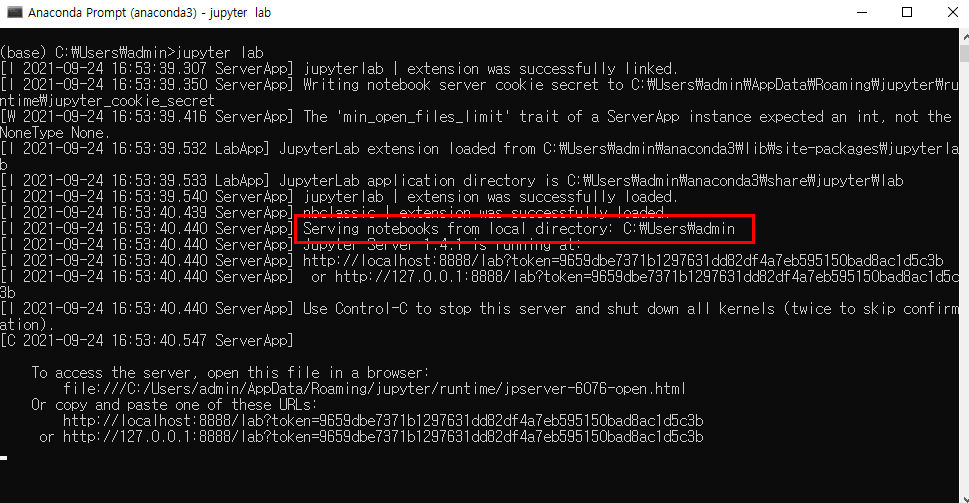 Anaconda Prompt (anaconda3) - jupyter  lab
(base) C:₩Users₩admin>jupyter lab
[I 2021-09-24 16:53:39.307 ServerApp] jupyterlab | extension was successfully linked.
[I 2021-09-24 16:53:39.350 ServerApp] Writing notebook server cookie secret to C:₩Users₩admin₩AppData₩Roaming₩jupyter₩ru
ntime₩jupyter_cookie_secret
[W 2021-09-24 16:53:39.416 ServerApp] The 'min_open_files_limit' trait of a ServerApp instance expected an int, not the
NoneType None.
[I 2021-09-24 16:53:39.532 LabApp] JupyterLab extension loaded from C:₩Users₩admin₩anaconda3₩lib₩site-packages₩jupyterla
b
[I 2021-09-24 16:53:39.533 LabApp] JupyterLab application directory is C:₩Users₩admin₩anaconda3₩share₩jupyter₩lab
[I 2021-09-24 16:53:39.540 ServerApp] jupyterlab | extension was successfully loaded.
[I 2021-09-24 16:53:40.439 ServerApp] nbclassic | extension was successfully loaded.
[I 2021-09-24 16:53:40.440 ServerApp] Serving notebooks from local directory: C:₩Users₩admin
[I 2021-09-24 16:53:40.440 ServerApp] Jupyter Server 1.4.1 is running at:
[I 2021-09-24 16:53:40.440 ServerApp] http://localhost:8888/lab?token=9659dbe7371b1297631dd82df4a7eb595150bad8ac1d5c3b
[I 2021-09-24 16:53:40.440 ServerApp]  or http://127.0.0.1:8888/lab?token=9659dbe7371b1297631dd82df4a7eb595150bad8ac1d5c
3b
[I 2021-09-24 16:53:40.440 ServerApp] Use Control-C to stop this server and shut down all kernels (twice to skip confirm
ation).
[C 2021-09-24 16:53:40.547 ServerApp]
To access the server, open this file in a browser:
file:///C:/Users/admin/AppData/Roaming/jupyter/runtime/jpserver-6076-open.html
Or copy and paste one of these URLs:
http://localhost:8888/lab?token=9659dbe7371b1297631dd82df4a7eb595150bad8ac1d5c3b
or http://127.0.0.1:8888/lab?token=9659dbe7371b1297631dd82df4a7eb595150bad8ac1d5c3b